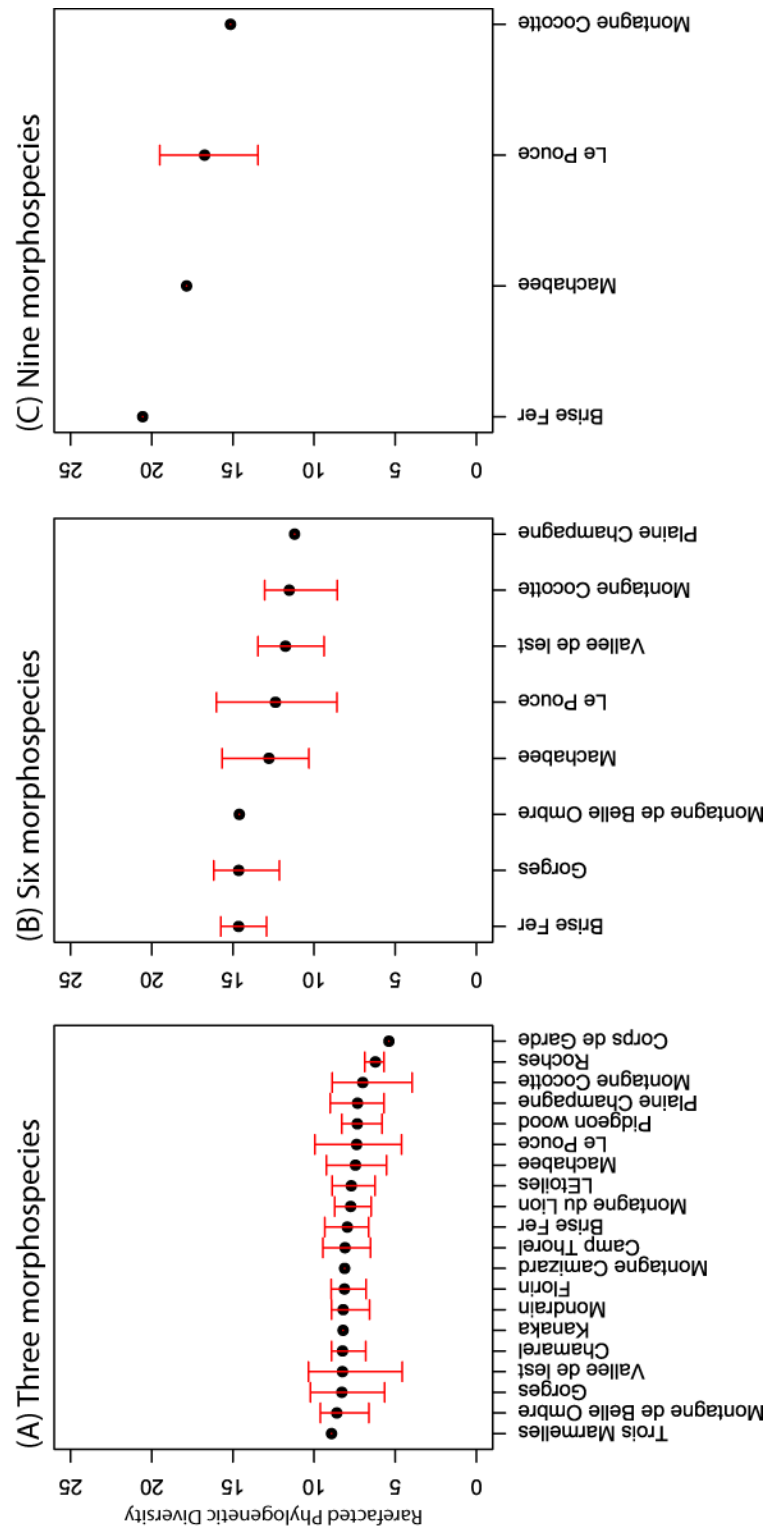 (A) Three morphospecies
Rarefacted Phylogenetic Diversity
25
20
15
10
5
0
Trois Marmelles
Montagne de Belle Ombre
Gorges
Vallee de lest
Chamarel
Kanaka
Mondrain
Florin
Montagne Camizard
Camp Thorel
Brise Fer
Montagne du Lion
LEtoiles
Machabee
Le Pouce
Pidgeon wood
Plaine Champagne
Montagne Cocotte
Roches
Corps de Garde
(B) Six morphospecies
25
20
15
10
5
0
Brise Fer
Gorges
Montagne de Belle Ombre
Machabee
Le Pouce
Vallee de lest
Montagne Cocotte
Plaine Champagne
(C) Nine morphospecies
25
20
15
10
5
0
Brise Fer
Machabee
Le Pouce
Montagne Cocotte